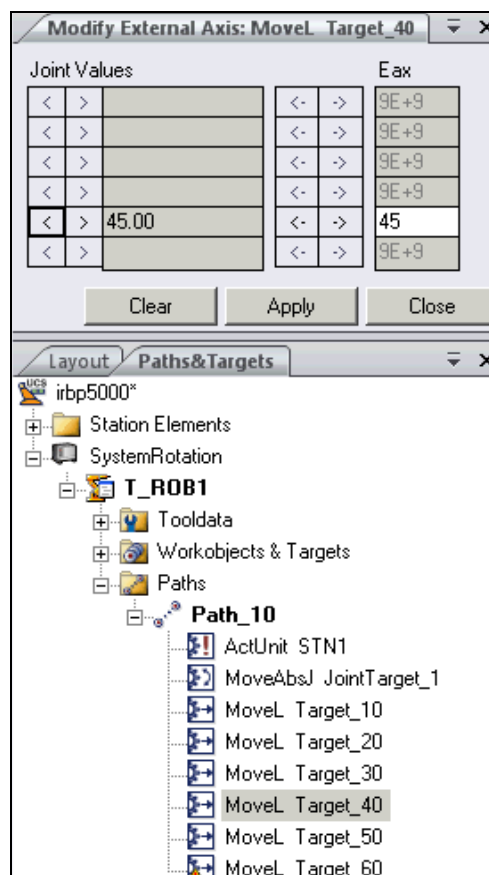 Modify External Axis: MoveL Target_40
Joint Values Eax
< > <- -> 9E+9
< > <- -> 9E+9
< > <- -> 9E+9
< > <- -> 9E+9
< > 45.00 <- -> 45
< > <- -> 9E+9
Clear Apply Close
Layout Paths&Targets
UCS irbp5000*
Station Elements
SystemRotation
T_ROB1
Tooldata
Workobjects & Targets
Paths
Path_10
ActUnit STN1
MoveAbsJ JointTarget_1
MoveL Target_10
MoveL Target_20
MoveL Target_30
MoveL Target_40
MoveL Target_50
MoveL Target_60